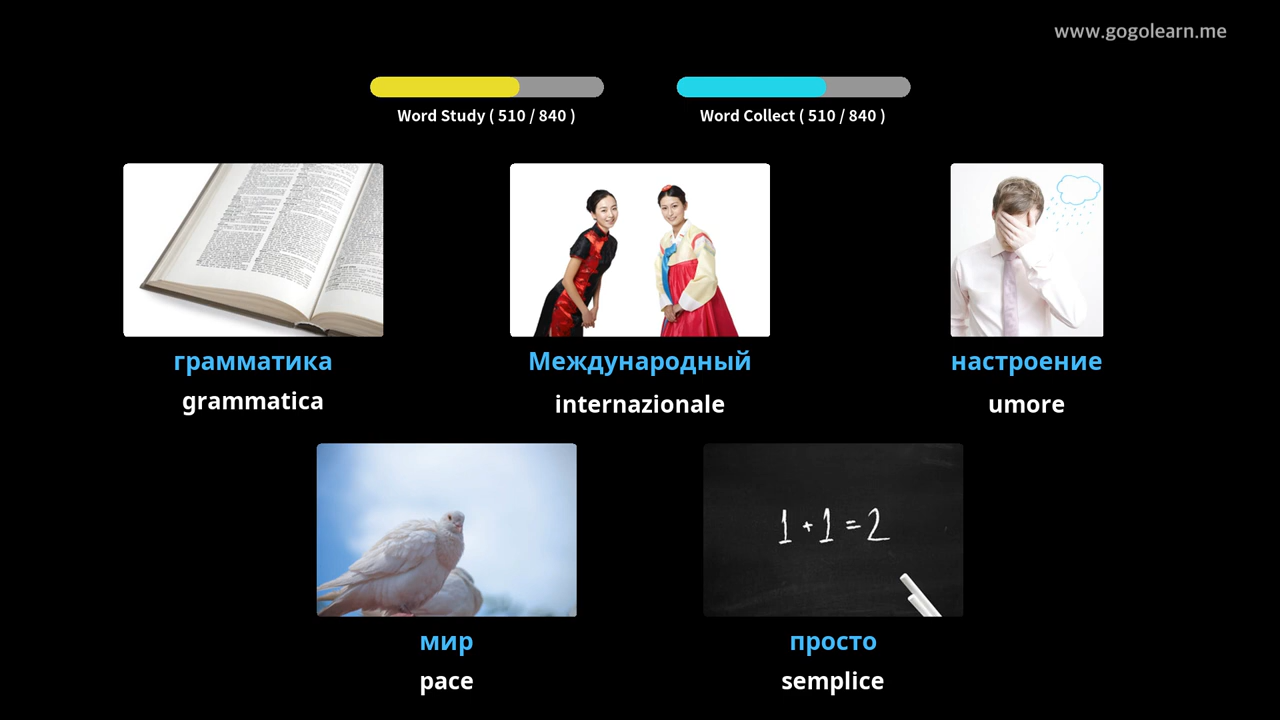 www.gogolearn.me
Word Study ( 510 / 840 )
Word Collect ( 510 / 840 )
грамматика
grammatica
Международный
internazionale
настроение
umore
1 + 1 = 2
мир
pace
просто
semplice